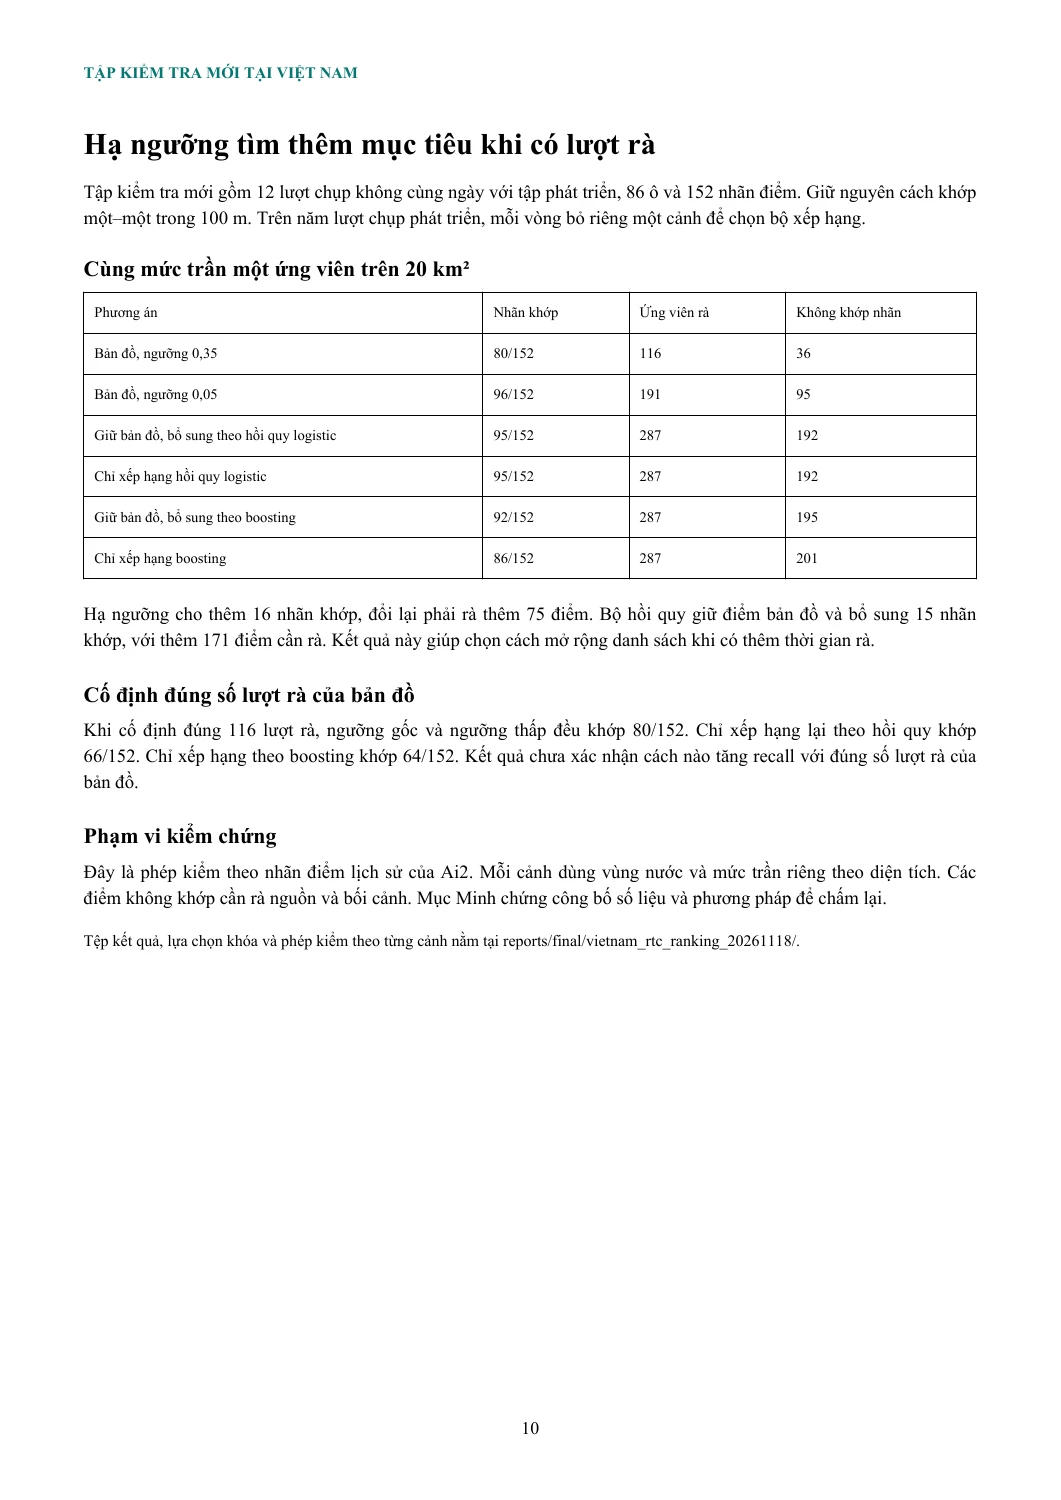 TẬP KIỂM TRA MỚI TẠI VIỆT NAM
Hạ ngưỡng tìm thêm mục tiêu khi có lượt rà
Tập kiểm tra mới gồm 12 lượt chụp không cùng ngày với tập phát triển, 86 ô và 152 nhãn điểm. Giữ nguyên cách khớp
một–một trong 100 m. Trên năm lượt chụp phát triển, mỗi vòng bỏ riêng một cảnh để chọn bộ xếp hạng.
Cùng mức trần một ứng viên trên 20 km²
Phương án Nhãn khớp Ứng viên rà Không khớp nhãn
Bản đồ, ngưỡng 0,35 80/152 116 36
Bản đồ, ngưỡng 0,05 96/152 191 95
Giữ bản đồ, bổ sung theo hồi quy logistic 95/152 287 192
Chỉ xếp hạng hồi quy logistic 95/152 287 192
Giữ bản đồ, bổ sung theo boosting 92/152 287 195
Chỉ xếp hạng boosting 86/152 287 201
Hạ ngưỡng cho thêm 16 nhãn khớp, đổi lại phải rà thêm 75 điểm. Bộ hồi quy giữ điểm bản đồ và bổ sung 15 nhãn
khớp, với thêm 171 điểm cần rà. Kết quả này giúp chọn cách mở rộng danh sách khi có thêm thời gian rà.
Cố định đúng số lượt rà của bản đồ
Khi cố định đúng 116 lượt rà, ngưỡng gốc và ngưỡng thấp đều khớp 80/152. Chỉ xếp hạng lại theo hồi quy khớp
66/152. Chỉ xếp hạng theo boosting khớp 64/152. Kết quả chưa xác nhận cách nào tăng recall với đúng số lượt rà của
bản đồ.
Phạm vi kiểm chứng
Đây là phép kiểm theo nhãn điểm lịch sử của Ai2. Mỗi cảnh dùng vùng nước và mức trần riêng theo diện tích. Các
điểm không khớp cần rà nguồn và bối cảnh. Mục Minh chứng công bố số liệu và phương pháp để chấm lại.
Tệp kết quả, lựa chọn khóa và phép kiểm theo từng cảnh nằm tại reports/final/vietnam_rtc_ranking_20261118/.
10